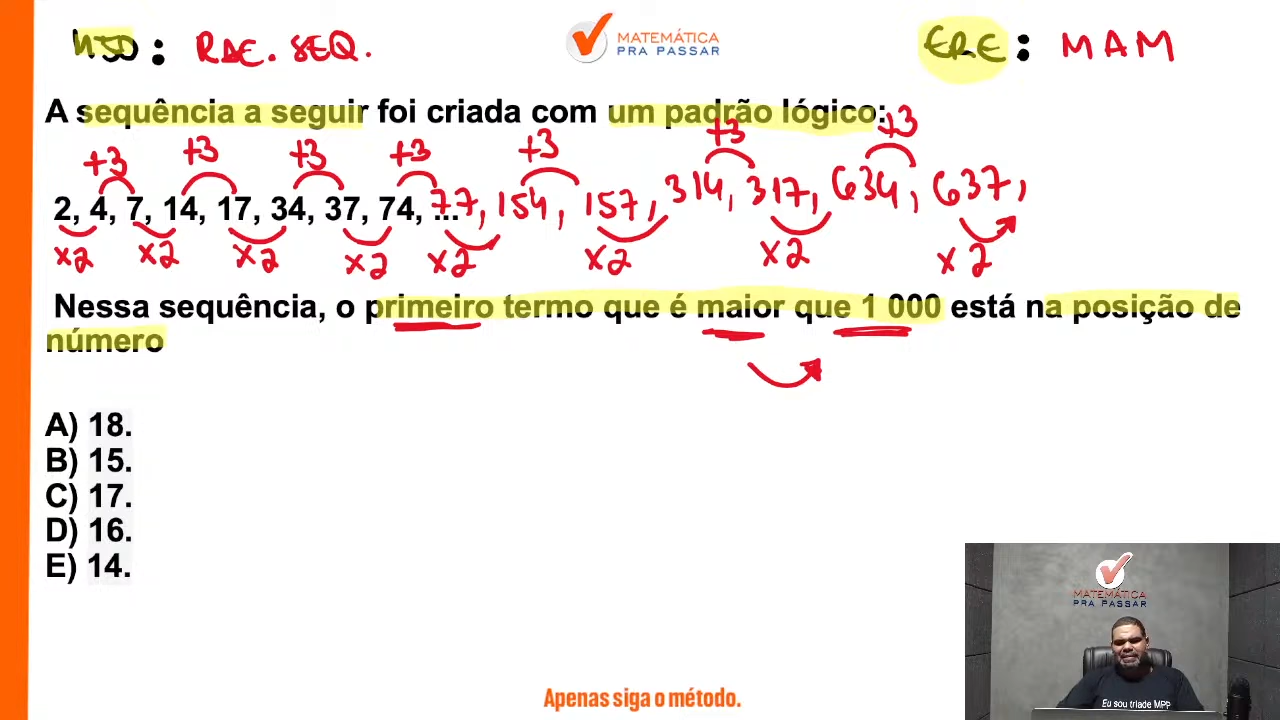 MSD: RAC. SEQ.
MATEMÁTICA
PRA PASSAR
ERE: MAM
A sequência a seguir foi criada com um padrão lógico:
+3 +3 +3 +3 +3 +3 +3
2, 4, 7, 14, 17, 34, 37, 74, ... 77, 154, 157, 314, 317, 634, 637,
x2 x2 x2 x2 x2 x2 x2 x2
Nessa sequência, o primeiro termo que é maior que 1 000 está na posição de
número
A) 18.
B) 15.
C) 17.
D) 16.
E) 14.
MATEMÁTICA
PRA PASSAR
Eu sou triade MPP
Apenas siga o método.